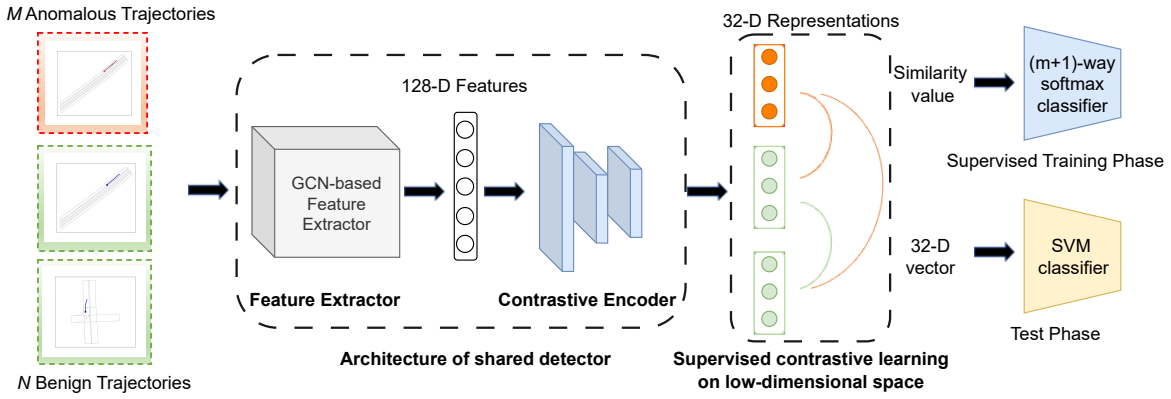 M Anomalous Trajectories
N Benign Trajectories
128-D Features
GCN-based
Feature
Extractor
Feature Extractor
Contrastive Encoder
Architecture of shared detector
32-D Representations
Supervised contrastive learning
on low-dimensional space
Similarity
value
(m+1)-way
softmax
classifier
Supervised Training Phase
32-D
vector
SVM
classifier
Test Phase